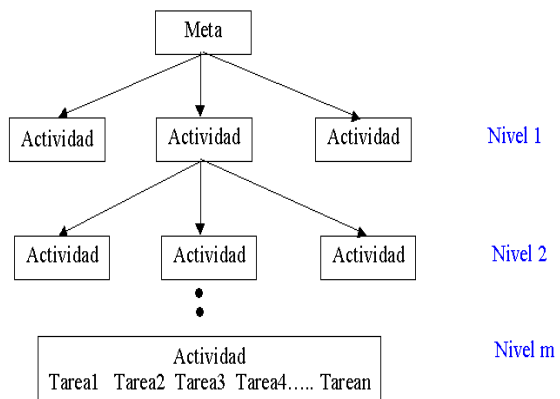 Meta
Actividad Actividad Actividad Nivel 1
Actividad Actividad Actividad Nivel 2
Actividad Nivel m
Tarea1 Tarea2 Tarea3 Tarea4..... Tarean